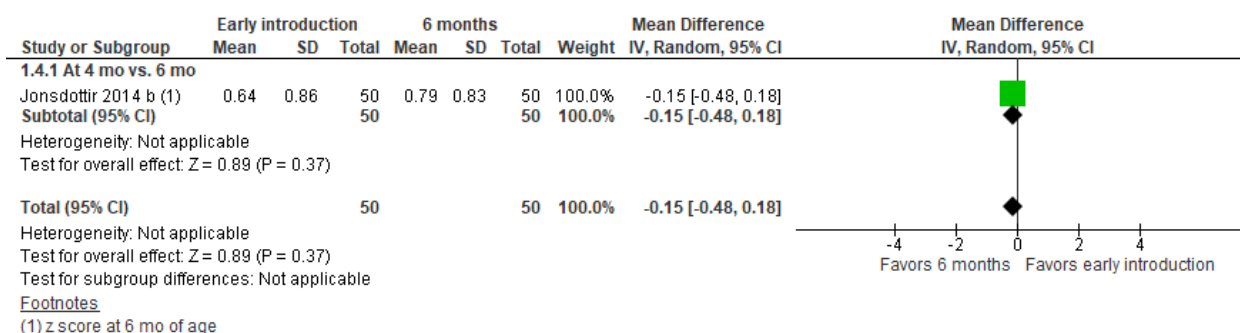 Early introduction 6 months Mean Difference Mean Difference
Study or Subgroup Mean SD Total Mean SD Total Weight IV, Random, 95% CI IV, Random, 95% CI
1.4.1 At 4 mo vs. 6 mo
Jonsdottir 2014 b (1) 0.64 0.86 50 0.79 0.83 50 100.0% -0.15 [-0.48, 0.18]
Subtotal (95% CI) 50 50 100.0% -0.15 [-0.48, 0.18]
Heterogeneity: Not applicable
Test for overall effect: Z = 0.89 (P = 0.37)
Total (95% CI) 50 50 100.0% -0.15 [-0.48, 0.18]
Heterogeneity: Not applicable
Test for overall effect: Z = 0.89 (P = 0.37)
Test for subgroup differences: Not applicable
Footnotes
(1) z score at 6 mo of age
-4 -2 0 2 4
Favors 6 months Favors early introduction